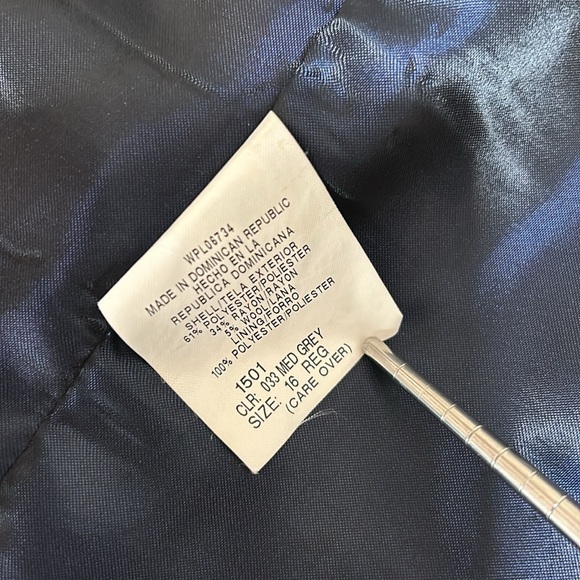 WPL06734
MADE IN DOMINICAN REPUBLIC
HECHO EN LA
REPUBLICA DOMINICANA
SHELL/TELA EXTERIOR
61% POLYESTER/POLIESTER
34% RAYON/RAYON
5% WOOL/LANA
LINING/FORRO
100% POLYESTER/POLIESTER
1501
CLR: 033 MED GREY
SIZE: 16 REG
(CARE OVER)